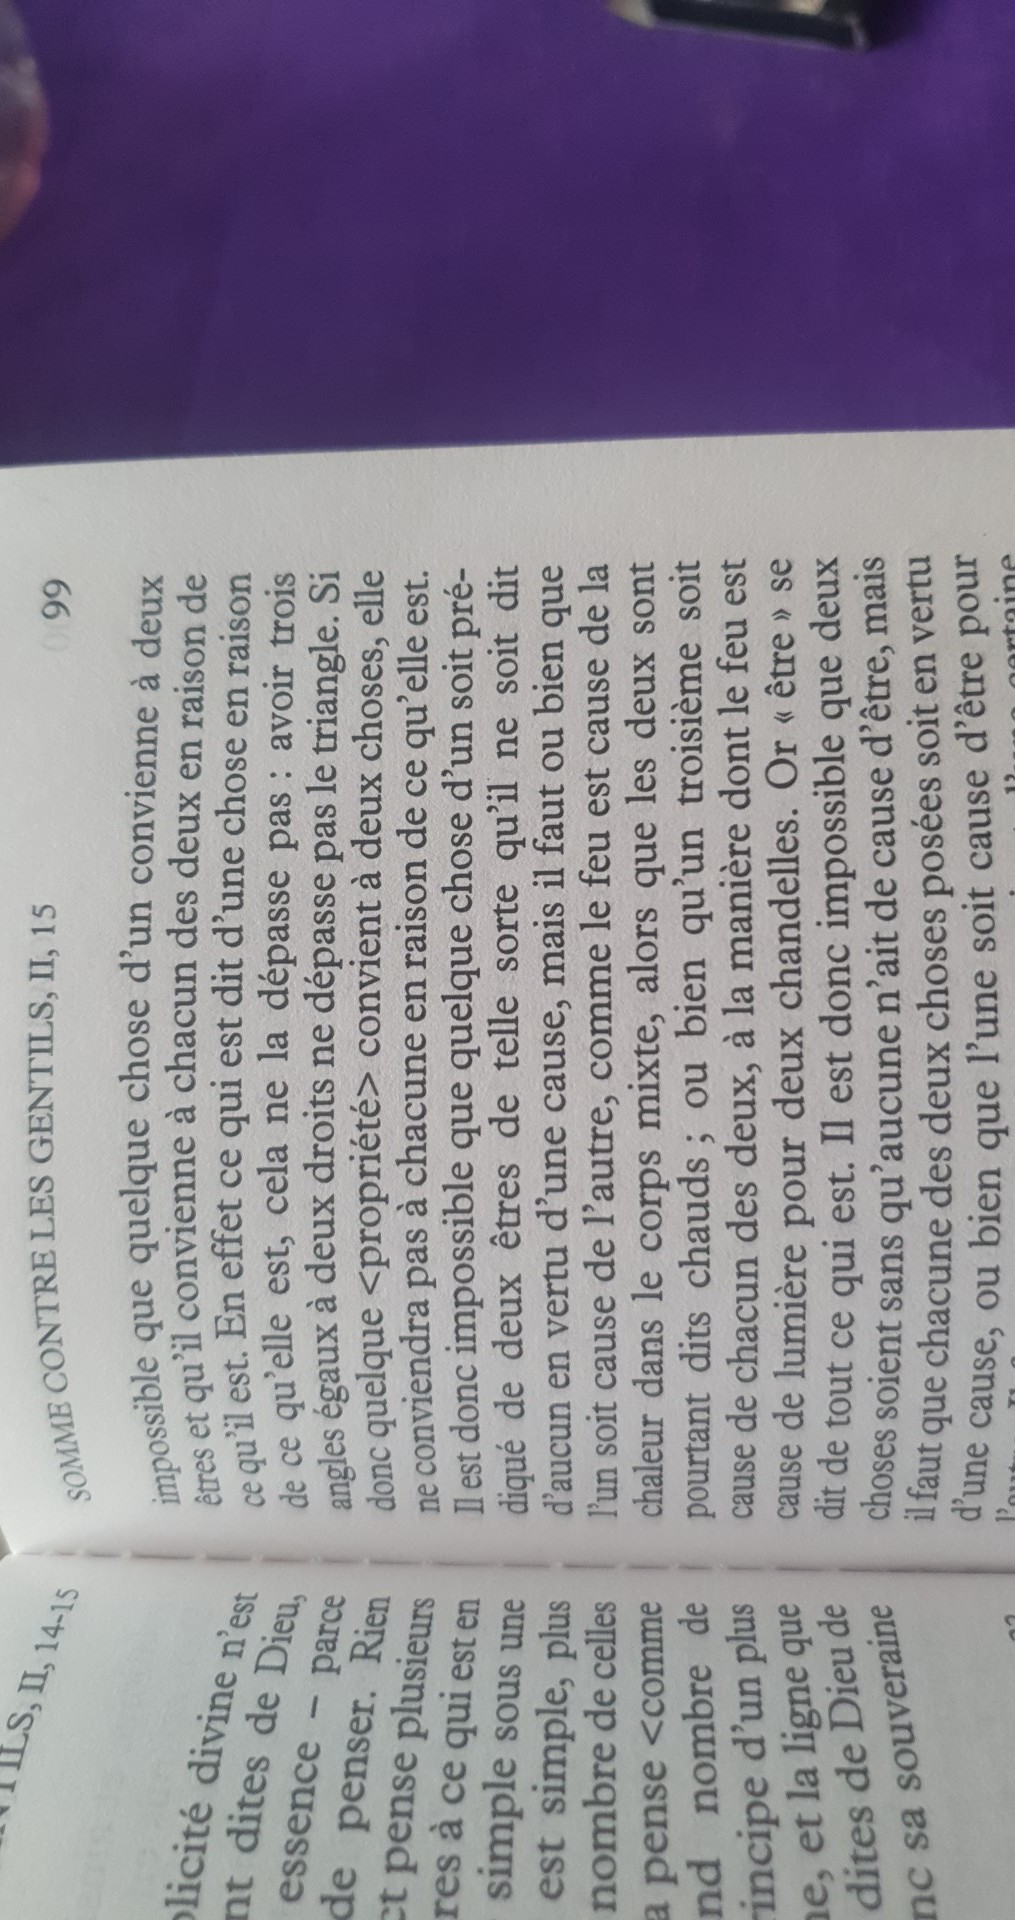 NTILS, II, 14-15
olicité divine n'est
nt dites de Dieu,
essence – parce
de penser. Rien
ct pense plusieurs
res à ce qui est en
simple sous une
est simple, plus
nombre de celles
a pense <comme
nd nombre de
rincipe d'un plus
ne, et la ligne que
dites de Dieu de
nc sa souveraine
SOMME CONTRE LES GENTILS, II, 15
99
impossible que quelque chose d'un convienne à deux
êtres et qu'il convienne à chacun des deux en raison de
ce qu'il est. En effet ce qui est dit d'une chose en raison
de ce qu'elle est, cela ne la dépasse pas : avoir trois
angles égaux à deux droits ne dépasse pas le triangle. Si
donc quelque <propriété> convient à deux choses, elle
ne conviendra pas à chacune en raison de ce qu'elle est.
Il est donc impossible que quelque chose d'un soit pré-
diqué de deux êtres de telle sorte qu'il ne soit dit
d'aucun en vertu d'une cause, mais il faut ou bien que
l'un soit cause de l'autre, comme le feu est cause de la
chaleur dans le corps mixte, alors que les deux sont
pourtant dits chauds ; ou bien qu'un troisième soit
cause de chacun des deux, à la manière dont le feu est
cause de lumière pour deux chandelles. Or « être » se
dit de tout ce qui est. Il est donc impossible que deux
choses soient sans qu'aucune n'ait de cause d'être, mais
il faut que chacune des deux choses posées soit en vertu
d'une cause, ou bien que l'une soit cause d'être pour
certaine